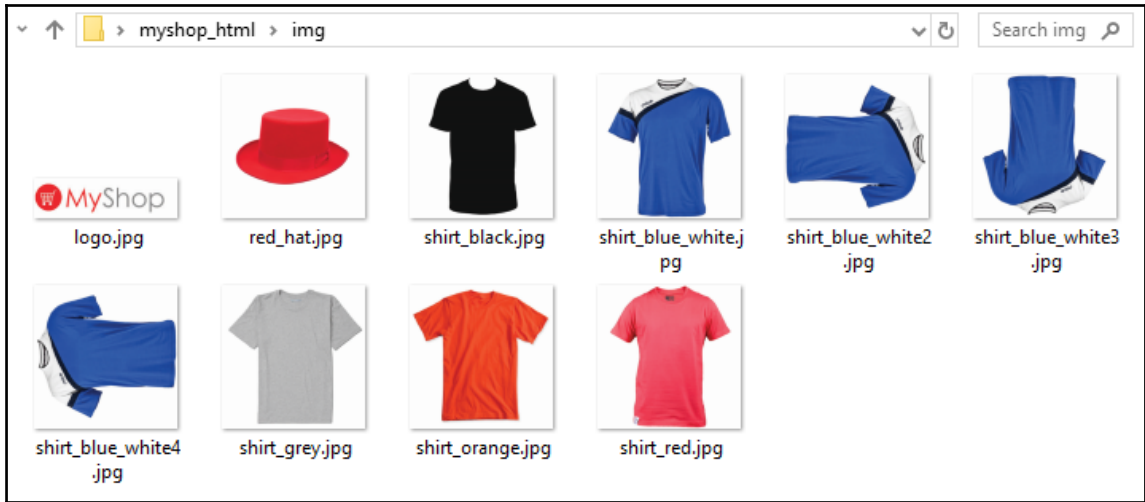 myshop_html > img
Search img
MyShop
logo.jpg
red_hat.jpg
shirt_black.jpg
shirt_blue_white.j
pg
shirt_blue_white2
.jpg
shirt_blue_white3
.jpg
shirt_blue_white4
.jpg
shirt_grey.jpg
shirt_orange.jpg
shirt_red.jpg